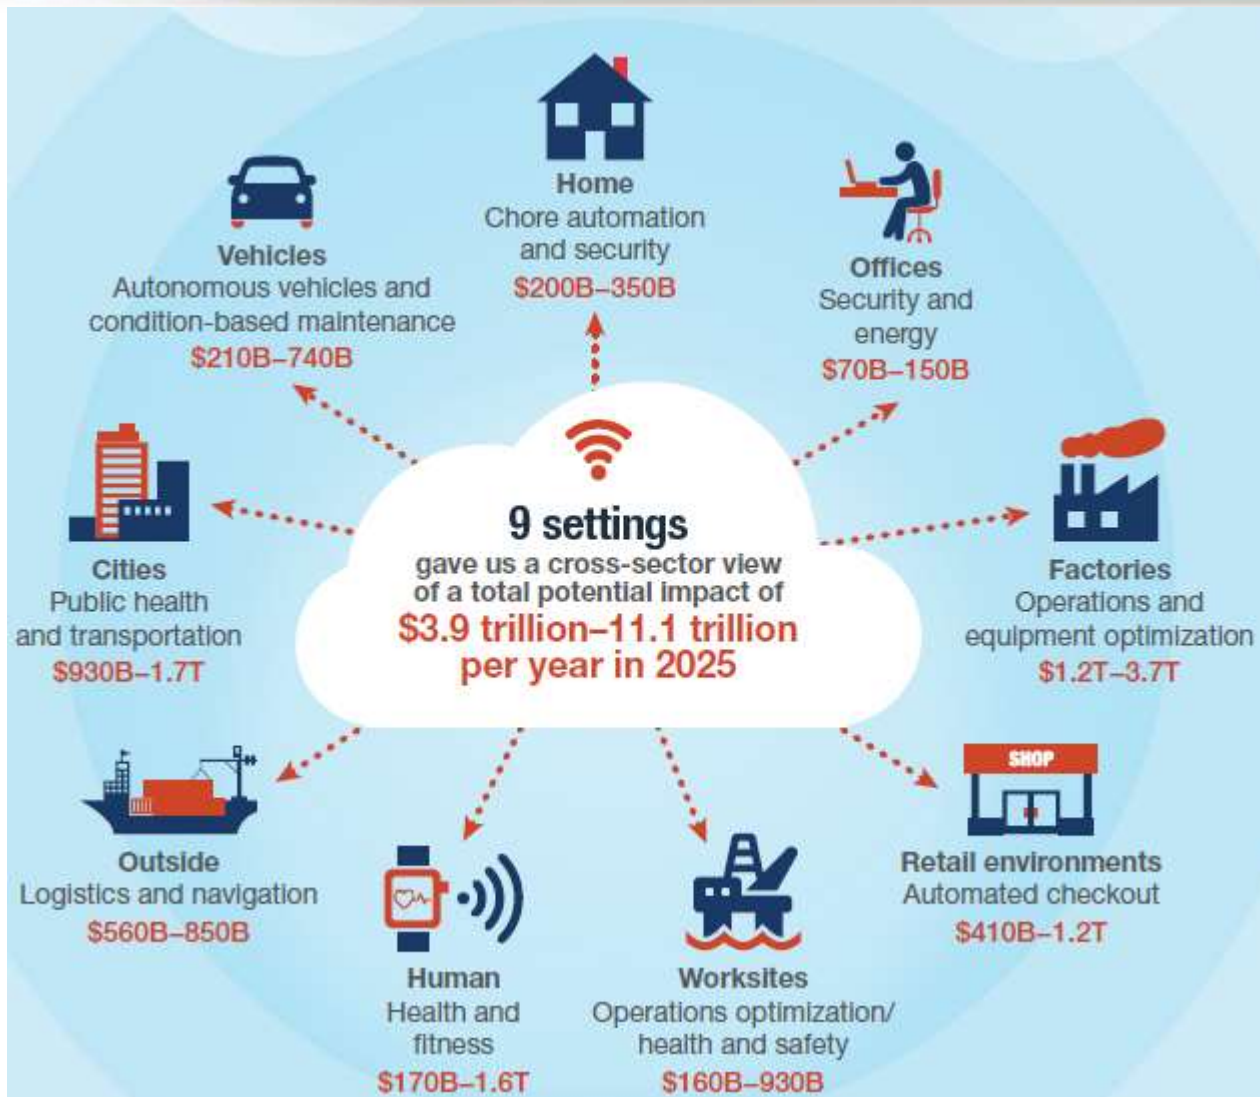 Home
Chore automation
and security
$200B–350B
Offices
Security and
energy
$70B–150B
Vehicles
Autonomous vehicles and
condition-based maintenance
$210B–740B
9 settings
gave us a cross-sector view
of a total potential impact of
$3.9 trillion–11.1 trillion
per year in 2025
Cities
Public health
and transportation
$930B–1.7T
Factories
Operations and
equipment optimization
$1.2T–3.7T
Outside
Logistics and navigation
$560B–850B
SHOP
Retail environments
Automated checkout
$410B–1.2T
Human
Health and
fitness
$170B–1.6T
Worksites
Operations optimization/
health and safety
$160B–930B